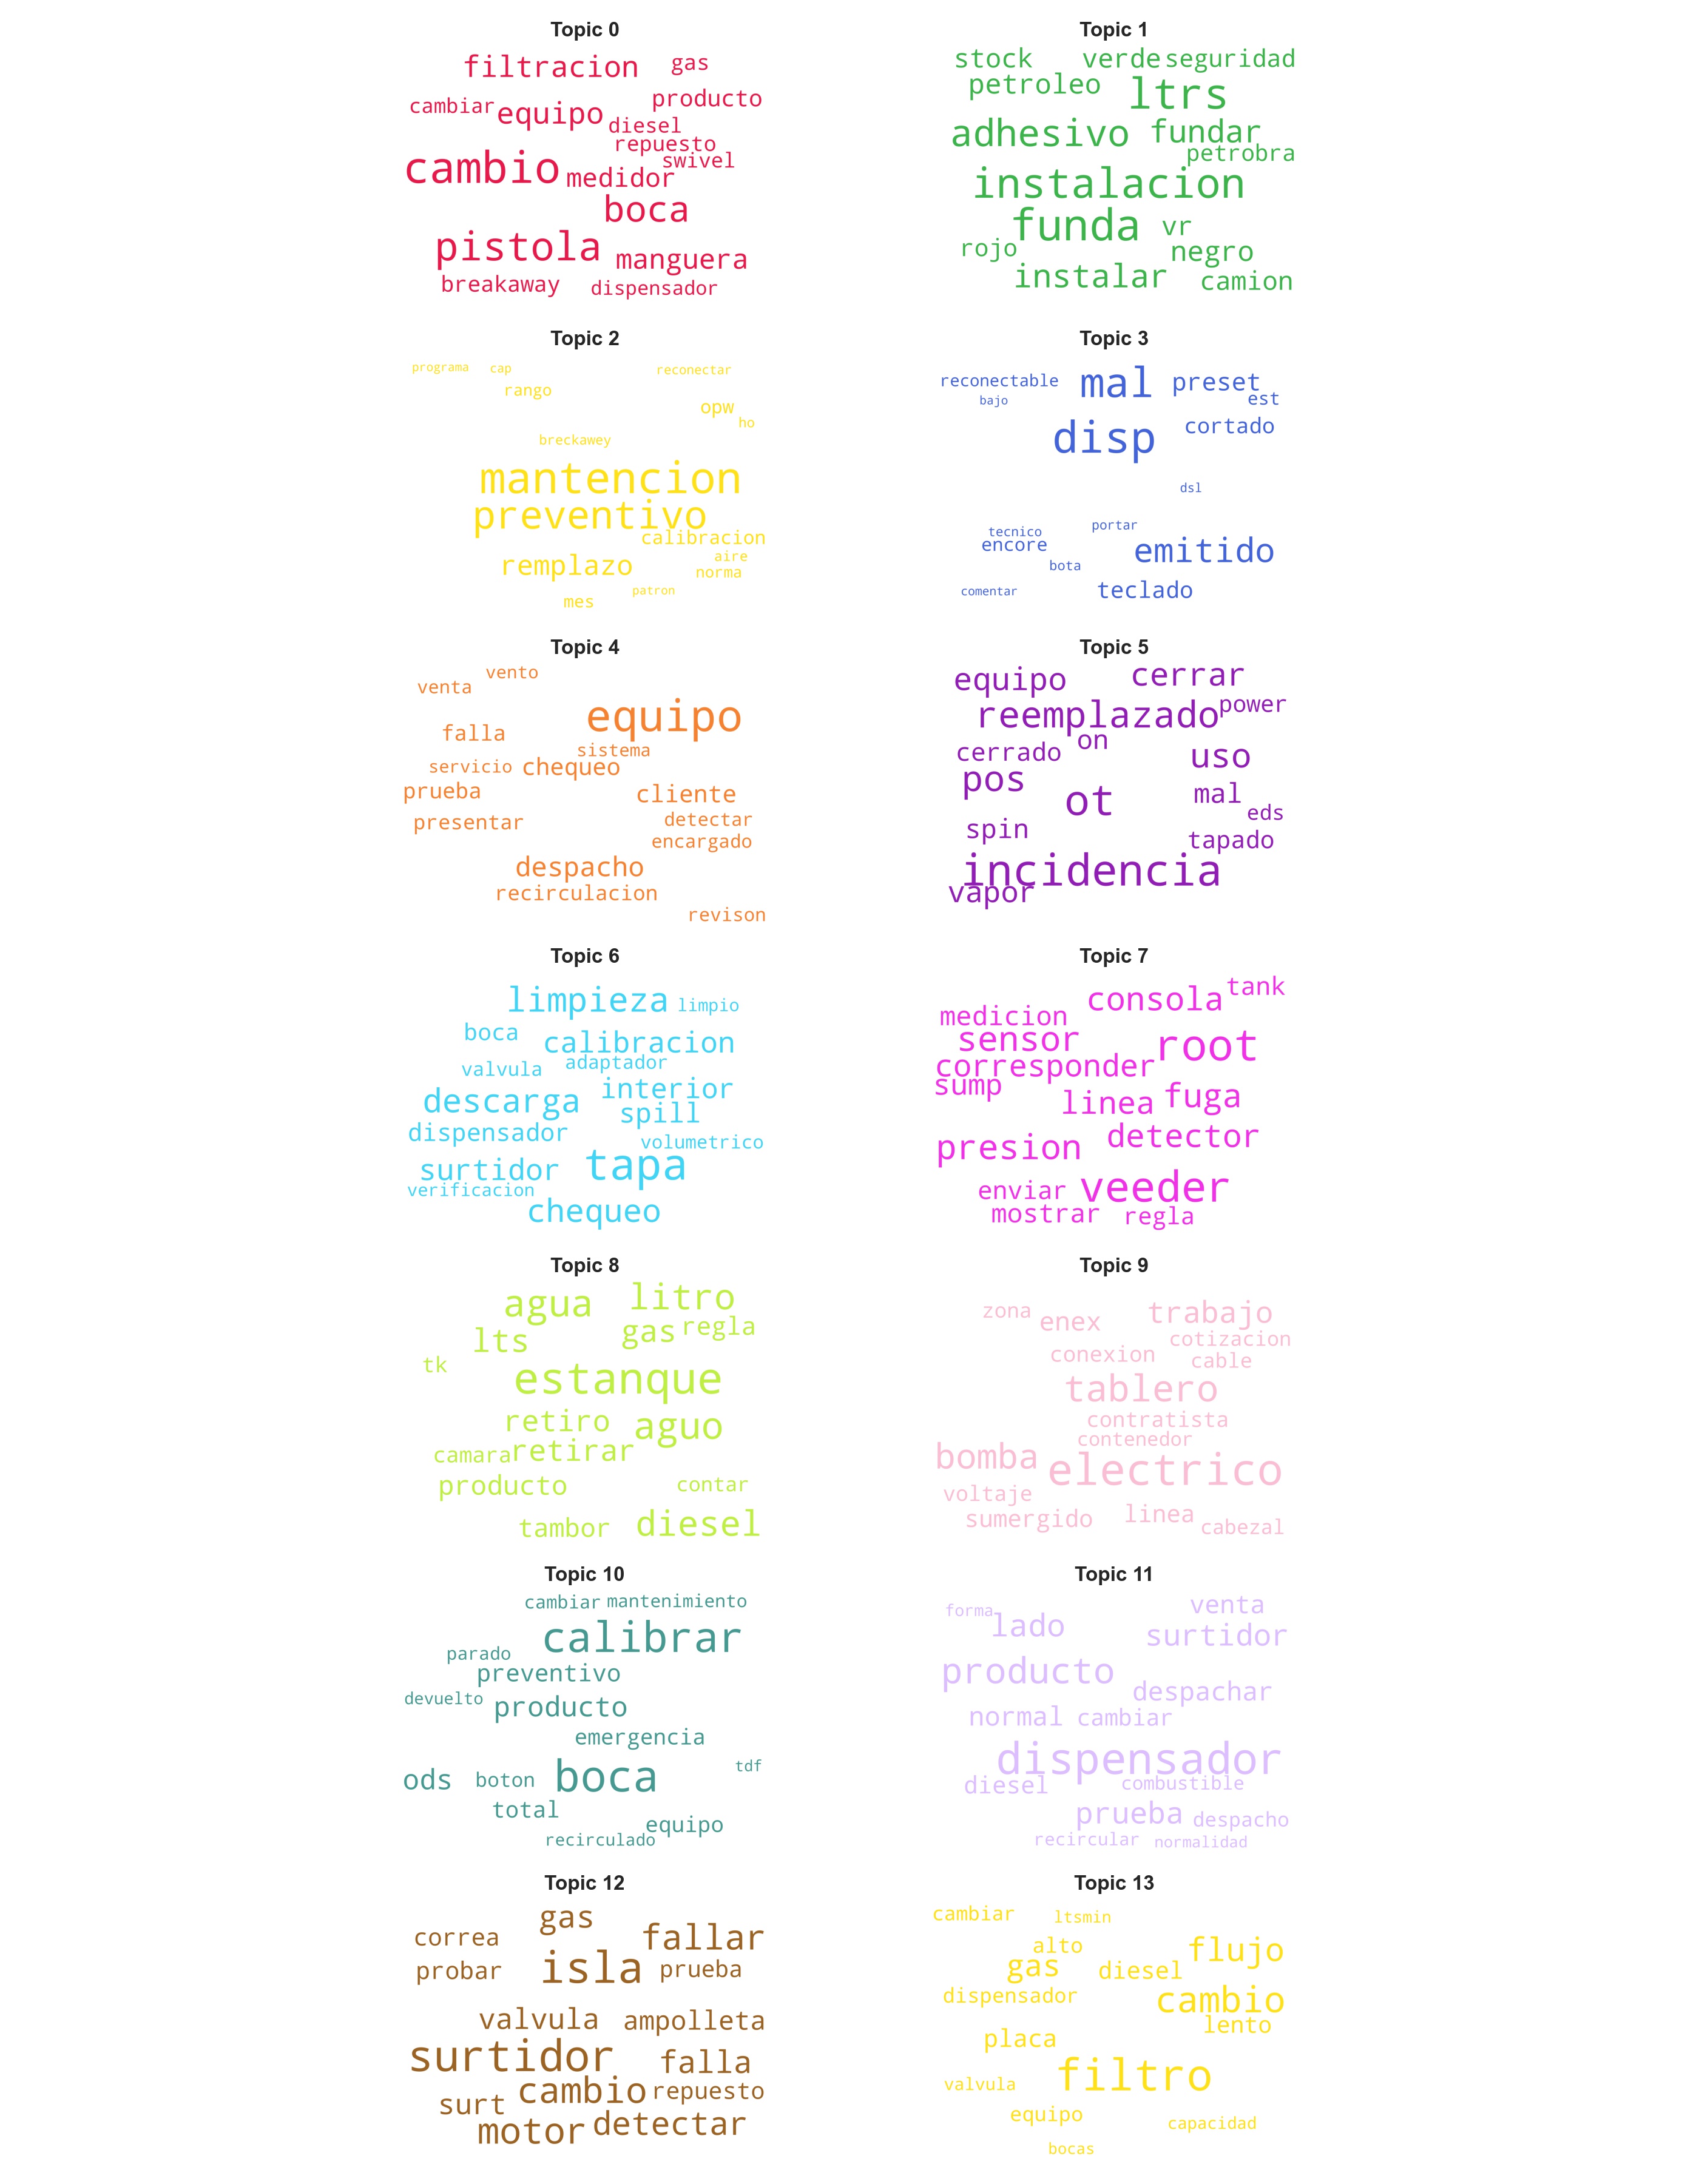 Topic 0
filtracion gas
cambiar equipo producto
diesel
repuesto
swivel
cambio medidor
boca
pistola manguera
breakaway dispensador
Topic 1
stock verde seguridad
petroleo ltrs
adhesivo fundar
petrobra
instalacion
funda vr
rojo negro
instalar camion
Topic 2
programa cap reconectar
rango
opw
ho
breckawey
mantencion
preventivo
calibracion
remplazo aire
norma
mes patron
Topic 3
reconectable mal preset
bajo est
disp cortado
dsl
tecnico portar
encore emitido
bota
comentar teclado
Topic 4
vento
venta
equipo
falla
sistema
servicio chequeo
prueba cliente
presentar detectar
encargado
despacho
recirculacion
revison
Topic 5
equipo cerrar
reemplazado power
cerrado on uso
pos mal
ot eds
spin tapado
incidencia
vapor
Topic 6
limpieza limpio
boca calibracion
valvula adaptador
interior
descarga spill
dispensador volumetrico
surtidor tapa
verificacion
chequeo
Topic 7
consola tank
medicion
sensor root
corresponder
sump linea fuga
presion detector
enviar veeder
mostrar regla
Topic 8
agua litro
lts gas regla
tk
estanque
retiro aguo
camara retirar
producto contar
tambor diesel
Topic 9
zona enex trabajo
cotizacion
conexion cable
tablero
contratista
contenedor
bomba electrico
voltaje
sumergido linea cabezal
Topic 10
cambiar mantenimiento
calibrar
parado
preventivo
devuelto producto
emergencia
ods boton boca tdf
total
equipo
recirculado
Topic 11
forma lado venta
surtidor
producto
despachar
normal cambiar
dispensador
diesel combustible
prueba despacho
recircular normalidad
Topic 12
gas
correa fallar
probar isla prueba
valvula ampolleta
surtidor falla
surt cambio repuesto
motor detectar
Topic 13
cambiar ltsmin
alto flujo
gas diesel
dispensador cambio
lento
placa
valvula filtro
equipo capacidad
bocas